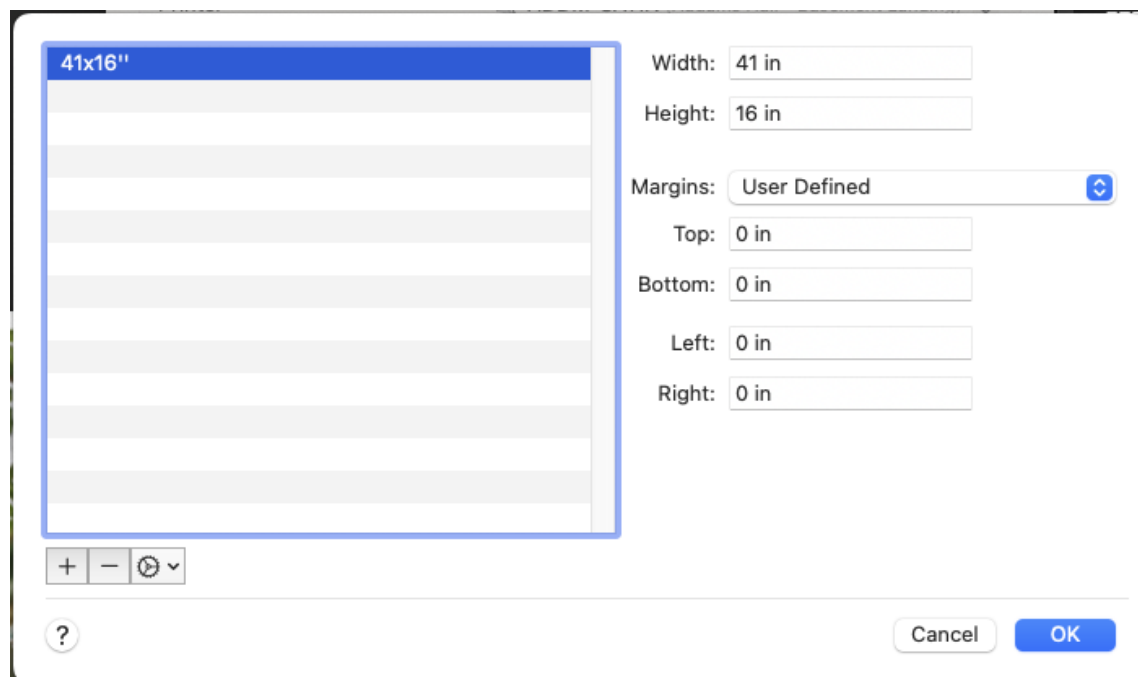 41x16"
Width: 41 in
Height: 16 in
Margins: User Defined
Top: 0 in
Bottom: 0 in
Left: 0 in
Right: 0 in
?
Cancel
OK